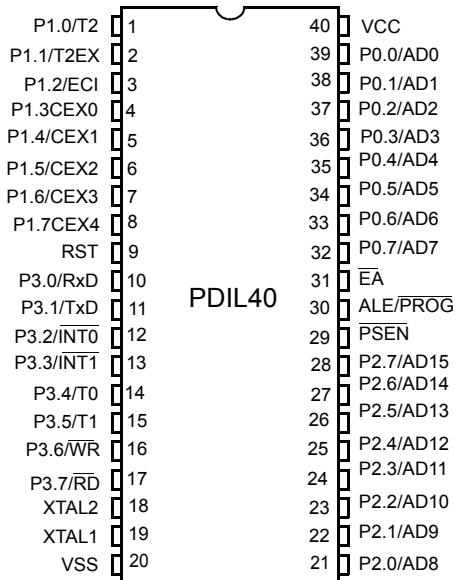 P1.0/T2 1 40 VCC
P1.1/T2EX 2 39 P0.0/AD0
P1.2/ECI 3 38 P0.1/AD1
P1.3CEX0 4 37 P0.2/AD2
P1.4/CEX1 5 36 P0.3/AD3
P1.5/CEX2 6 35 P0.4/AD4
P1.6/CEX3 7 34 P0.5/AD5
P1.7CEX4 8 33 P0.6/AD6
RST 9 32 P0.7/AD7
P3.0/RxD 10 31 EA
P3.1/TxD 11 PDIL40 30 ALE/PROG
P3.2/INT0 12 29 PSEN
P3.3/INT1 13 28 P2.7/AD15
P3.4/T0 14 27 P2.6/AD14
P3.5/T1 15 26 P2.5/AD13
P3.6/WR 16 25 P2.4/AD12
P3.7/RD 17 24 P2.3/AD11
XTAL2 18 23 P2.2/AD10
XTAL1 19 22 P2.1/AD9
VSS 20 21 P2.0/AD8